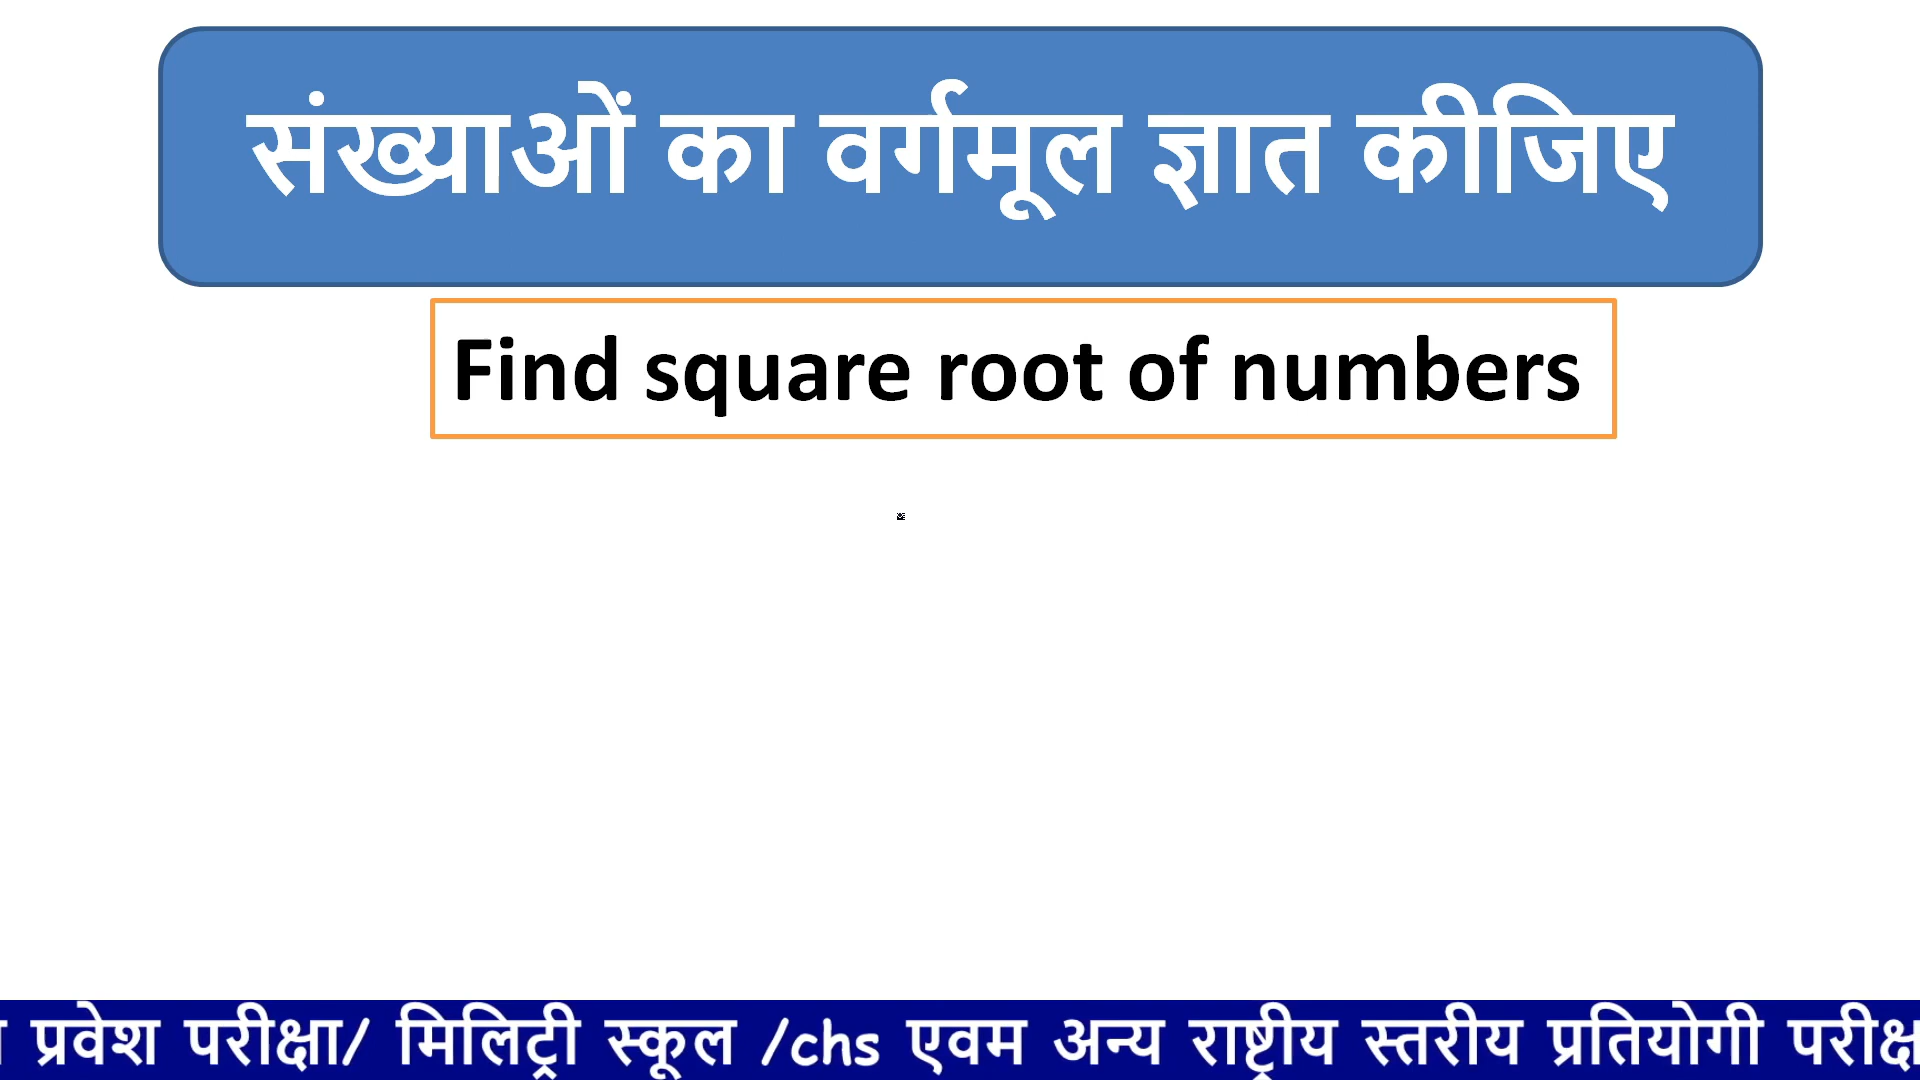 संख्याओं का वर्गमूल ज्ञात कीजिए
Find square root of numbers
प्रवेश परीक्षा/ मिलिट्री स्कूल /chs एवम अन्य राष्ट्रीय स्तरीय प्रतियोगी